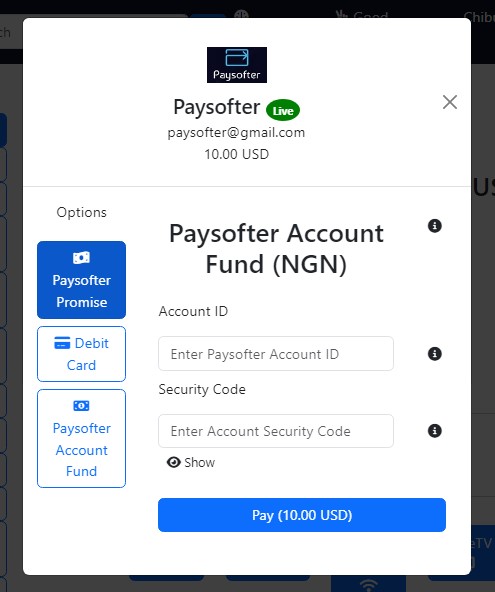 ch
Good
Chibu
Paysofter
Paysofter Live
paysofter@gmail.com
10.00 USD
US
Options
Paysofter
Promise
Debit
Card
Paysofter
Account
Fund
Paysofter Account
Fund (NGN)
Account ID
Enter Paysofter Account ID
Security Code
Enter Account Security Code
Show
Pay (10.00 USD)
eTV